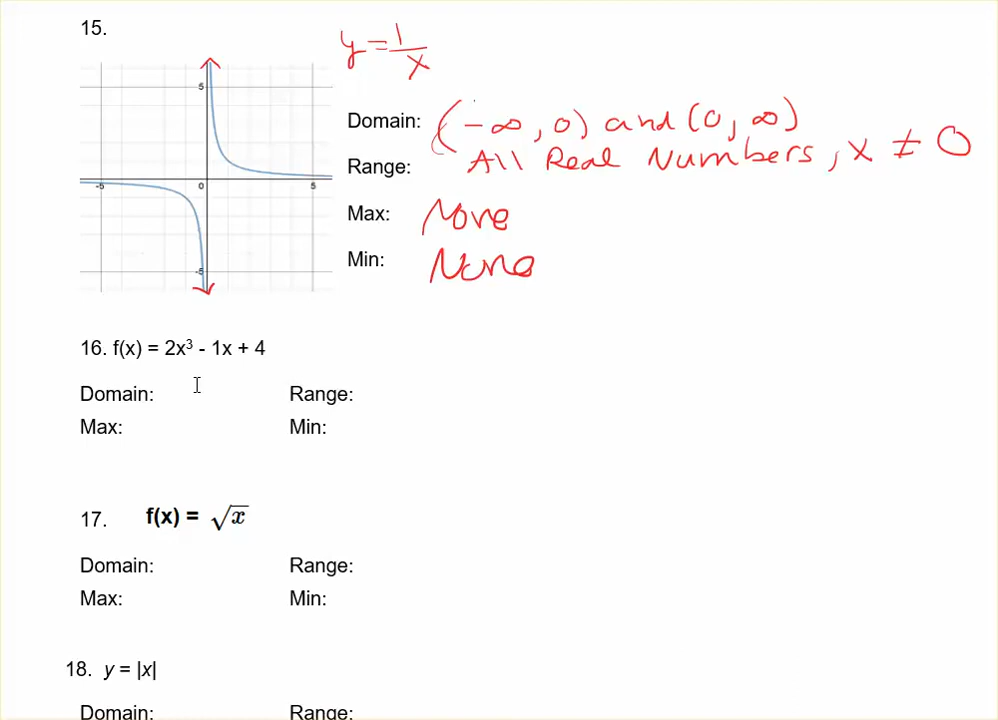 15.
y = 1/x
5
-5 0 5
-5
Domain: (-∞, 0) and (0, ∞)
Range: All Real Numbers, x ≠ 0
Max: None
Min: None
16. f(x) = 2x³ - 1x + 4
Domain: Range:
Max: Min:
17. f(x) = √x
Domain: Range:
Max: Min:
18. y = |x|
Domain: Range: